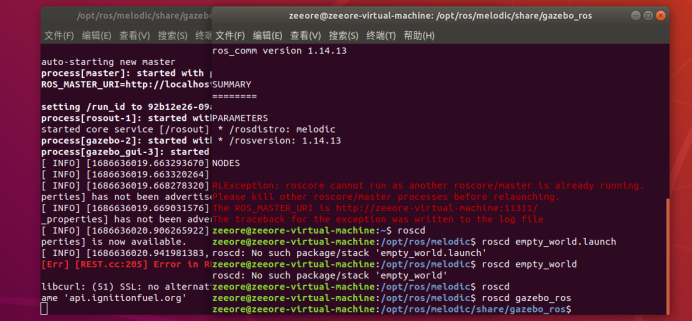 /opt/ros/melodic/share/gazebo
zeeore@zeeore-virtual-machine: /opt/ros/melodic/share/gazebo_ros
文件(F) 编辑(E) 查看(V) 搜索(S)
文件(F) 编辑(E) 查看(V) 搜索(S) 终端(T) 帮助(H)
auto-starting new master
process[master]: started with
ROS_MASTER_URI=http://localhos
setting /run_id to 92b12e26-09
process[rosout-1]: started wit
started core service [/rosout]
process[gazebo-2]: started wit
process[gazebo_gui-3]: started
[ INFO] [1686636019.663293670]
[ INFO] [1686636019.663320264]
[ INFO] [1686636019.668278320]
perties] has not been advertise
[ INFO] [1686636019.669031576]
_properties] has not been adve
[ INFO] [1686636020.906265922]
perties] is now available.
[ INFO] [1686636020.941981383,
[Err] [REST.cc:205] Error in R
libcurl: (51) SSL: no alternat
ame 'api.ignitionfuel.org'
ros_comm version 1.14.13
SUMMARY
========
PARAMETERS
* /rosdistro: melodic
* /rosversion: 1.14.13
NODES
RLException: roscore cannot run as another roscore/master is already running.
Please kill other roscore/master processes before relaunching.
The ROS_MASTER_URI is http://zeeore-virtual-machine:11311/
The traceback for the exception was written to the log file
zeeore@zeeore-virtual-machine:~$ roscd
zeeore@zeeore-virtual-machine:/opt/ros/melodic$ roscd empty_world.launch
roscd: No such package/stack 'empty_world.launch'
zeeore@zeeore-virtual-machine:/opt/ros/melodic$ roscd empty_world
roscd: No such package/stack 'empty_world'
zeeore@zeeore-virtual-machine:/opt/ros/melodic$ roscd
zeeore@zeeore-virtual-machine:/opt/ros/melodic$ roscd gazebo_ros
zeeore@zeeore-virtual-machine:/opt/ros/melodic/share/gazebo_ros$